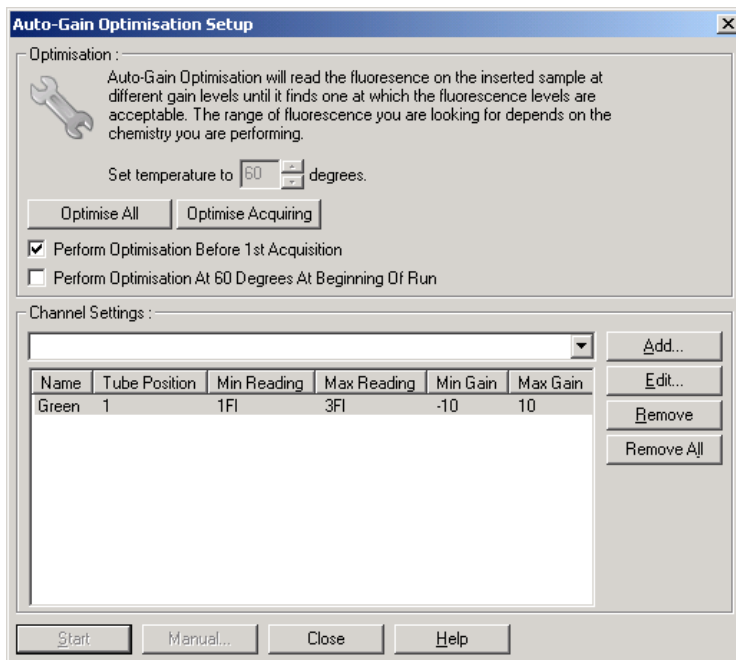 Auto-Gain Optimisation Setup
Optimisation :
Auto-Gain Optimisation will read the fluoresence on the inserted sample at
different gain levels until it finds one at which the fluorescence levels are
acceptable. The range of fluorescence you are looking for depends on the
chemistry you are performing.
Set temperature to 60 degrees.
Optimise All Optimise Acquiring
Perform Optimisation Before 1st Acquisition
Perform Optimisation At 60 Degrees At Beginning Of Run
Channel Settings :
Add...
Name Tube Position Min Reading Max Reading Min Gain Max Gain Edit...
Green 1 1Fl 3Fl -10 10
Remove
Remove All
Start Manual... Close Help